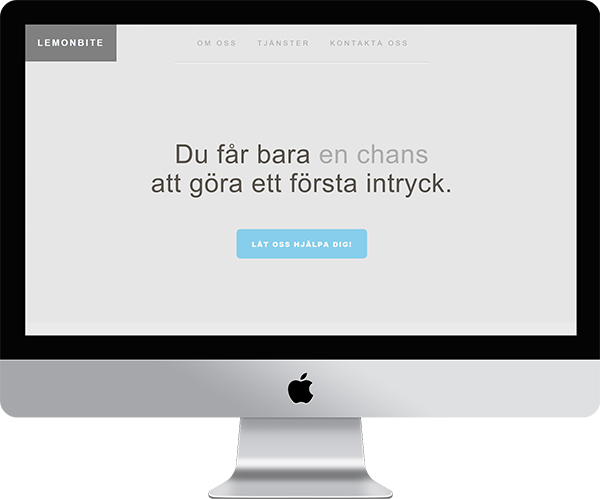 LEMONBITE
OM OSS TJÄNSTER KONTAKTA OSS
Du får bara en chans
att göra ett första intryck.
LÅT OSS HJÄLPA DIG!